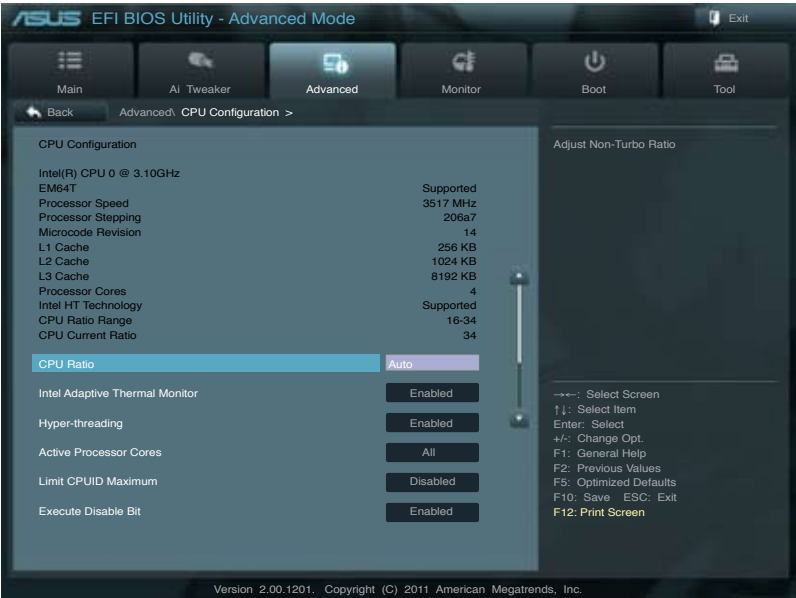 ASUS EFI BIOS Utility - Advanced Mode
Exit
Main
Ai Tweaker
Advanced
Monitor
Boot
Tool
Back
Advanced\ CPU Configuration >
CPU Configuration
Intel(R) CPU 0 @ 3.10GHz
EM64T Supported
Processor Speed 3517 MHz
Processor Stepping 206a7
Microcode Revision 14
L1 Cache 256 KB
L2 Cache 1024 KB
L3 Cache 8192 KB
Processor Cores 4
Intel HT Technology Supported
CPU Ratio Range 16-34
CPU Current Ratio 34
CPU Ratio Auto
Intel Adaptive Thermal Monitor Enabled
Hyper-threading Enabled
Active Processor Cores All
Limit CPUID Maximum Disabled
Execute Disable Bit Enabled
Adjust Non-Turbo Ratio
→←: Select Screen
↑↓: Select Item
Enter: Select
+/-: Change Opt.
F1: General Help
F2: Previous Values
F5: Optimized Defaults
F10: Save ESC: Exit
F12: Print Screen
Version 2.00.1201. Copyright (C) 2011 American Megatrends, Inc.